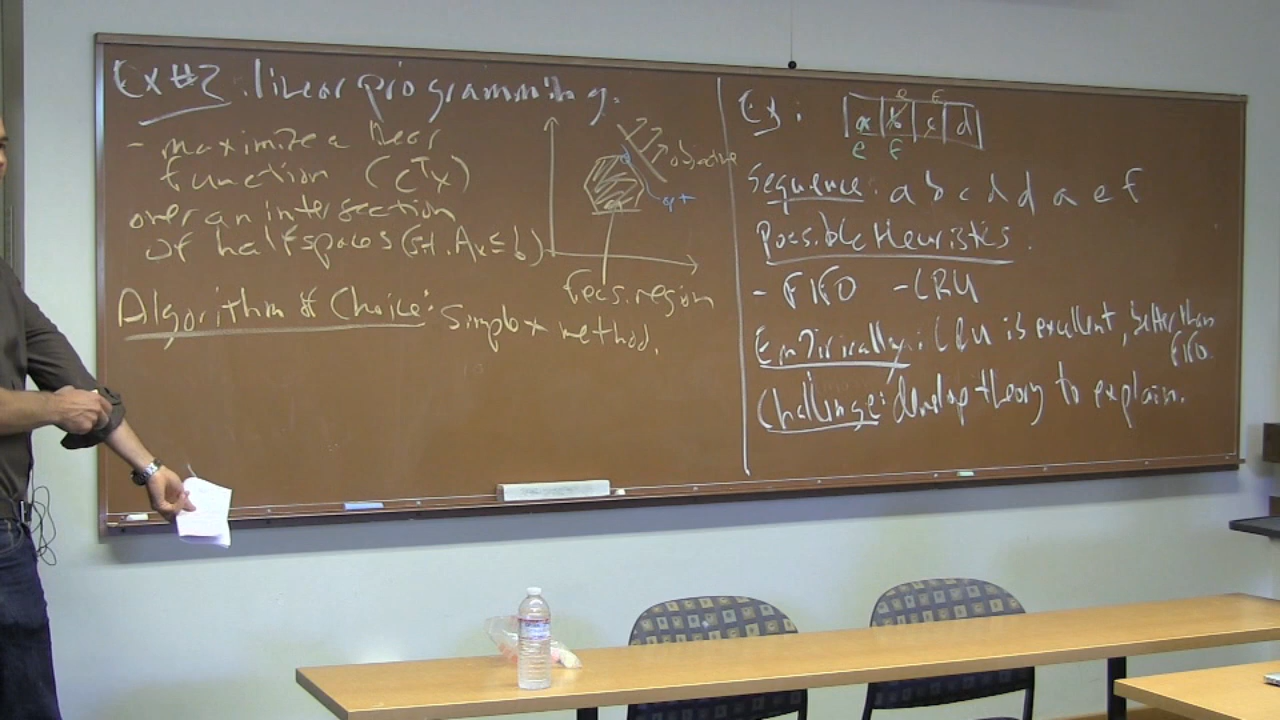 Ex #2: linear programming.
- maximize a linear
function (cᵀx)
over an intersection
of halfspaces (s.t. Ax ≤ b)
objective
opt
feas. region
Algorithm of Choice: simplex method.
Ex:
e f
a b c d
e f
Sequence: a b c d d a e f
Possible Heuristics:
- FIFO - LRU
Empirically: LRU is excellent, better than
FIFO.
Challenge: develop theory to explain.